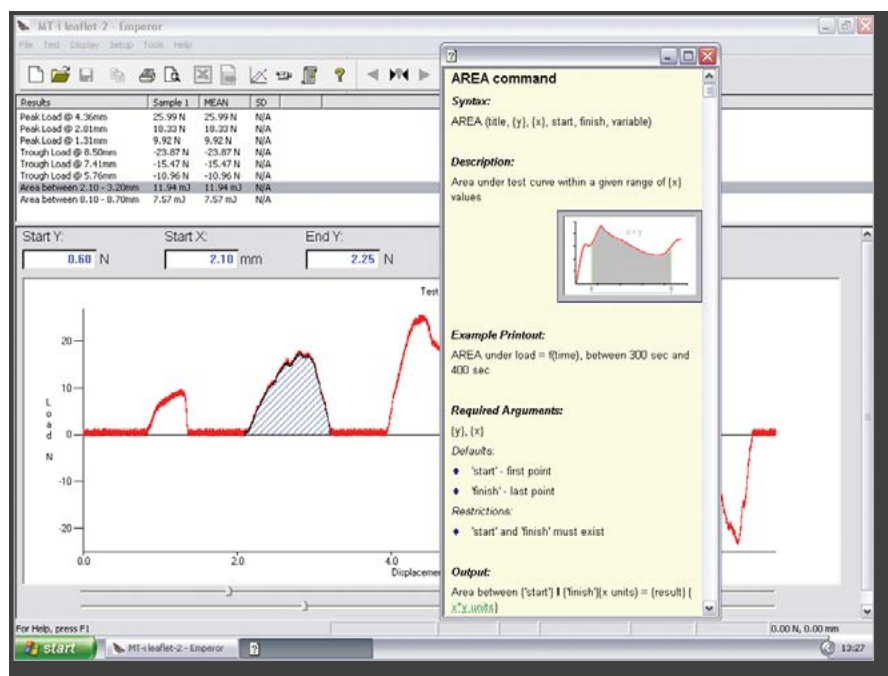 MT-i leaflet-2 - Emperor
File Test Display Setup Tools Help
Results Sample 1 MEAN SD
Peak Load @ 4.36mm 25.99 N 25.99 N N/A
Peak Load @ 2.81mm 18.33 N 18.33 N N/A
Peak Load @ 1.31mm 9.92 N 9.92 N N/A
Trough Load @ 8.50mm -23.87 N -23.87 N N/A
Trough Load @ 7.41mm -15.47 N -15.47 N N/A
Trough Load @ 5.76mm -10.96 N -10.96 N N/A
Area between 2.10 - 3.20mm 11.94 mJ 11.94 mJ N/A
Area between 8.10 - 8.70mm 7.57 mJ 7.57 mJ N/A
Start Y: Start X: End Y:
0.60 N 2.10 mm 2.25 N
Test
20
10
0
-10
-20
Load N
0.0 2.0 4.0
Displaceme
AREA command
Syntax:
AREA (title, {y}, {x}, start, finish, variable)
Description:
Area under test curve within a given range of {x}
values
Example Printout:
AREA under load = f(time), between 300 sec and
400 sec
Required Arguments:
{y}, {x}
Defaults:
'start' - first point
'finish' - last point
Restrictions:
'start' and 'finish' must exist
Output:
Area between {'start'} {'finish'}{x units} = {result} {
x*y units}
For Help, press F1
0.00 N, 0.00 mm
start MT-i leaflet-2 - Emperor 13:27